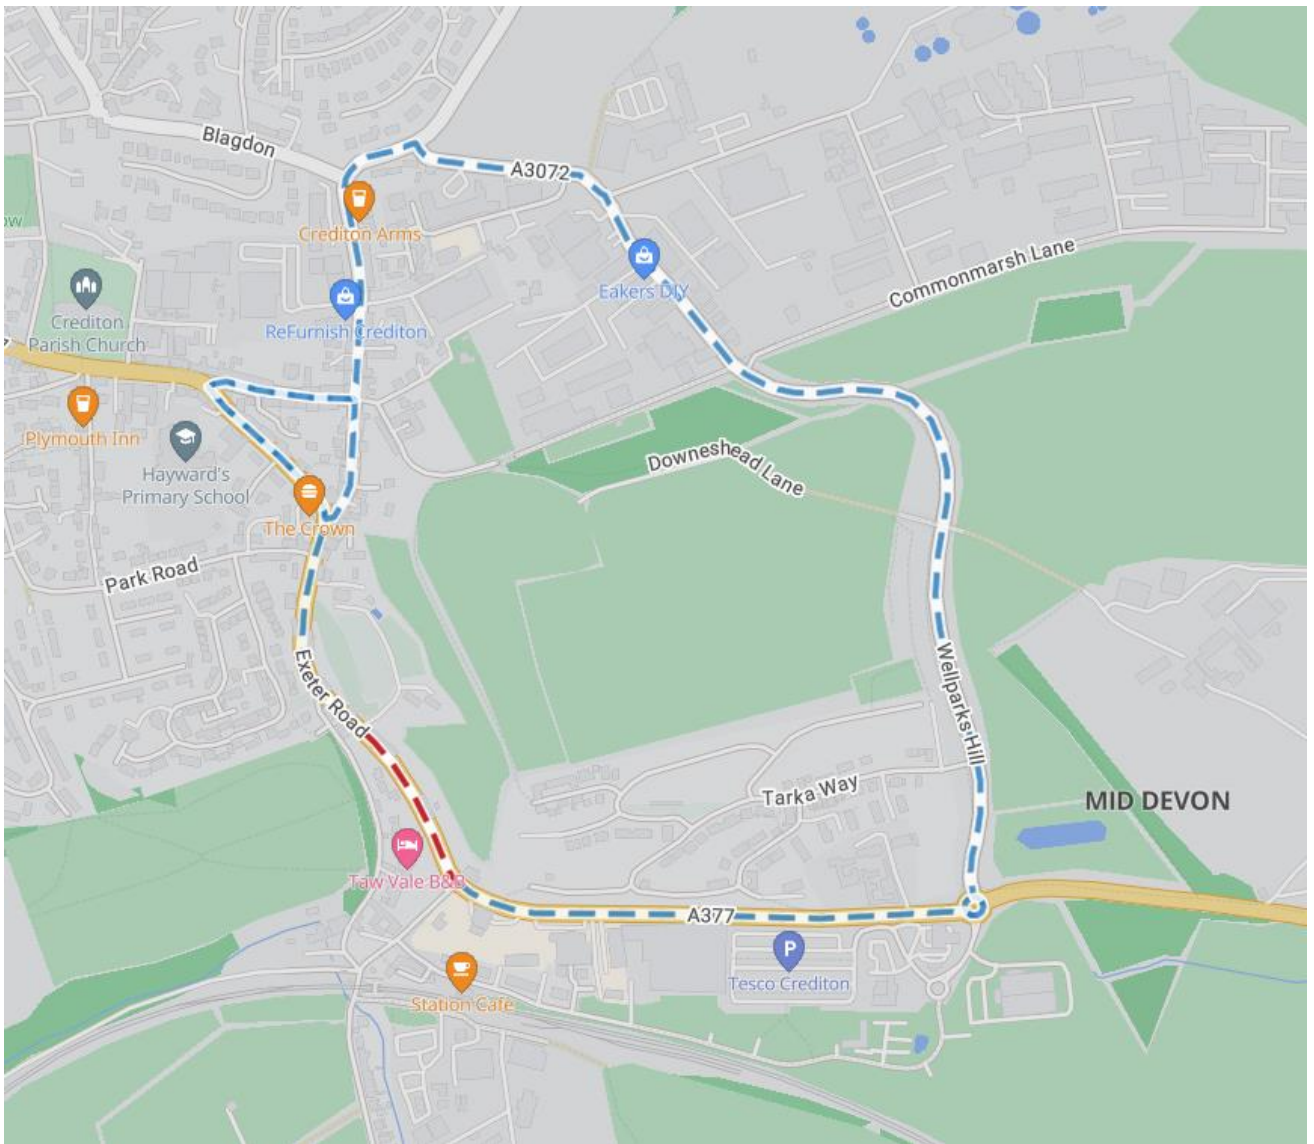 Blagdon
A3072
Crediton Arms
ow
Crediton
Parish Church
ReFurnish Crediton
Eakers DIY
Commonmarsh Lane
Plymouth Inn
Hayward's
Primary School
The Crown
Downeshead Lane
Park Road
Exeter Road
Wellparks Hill
Tarka Way
MID DEVON
Taw Vale B&B
A377
P
Tesco Crediton
Station Cafe